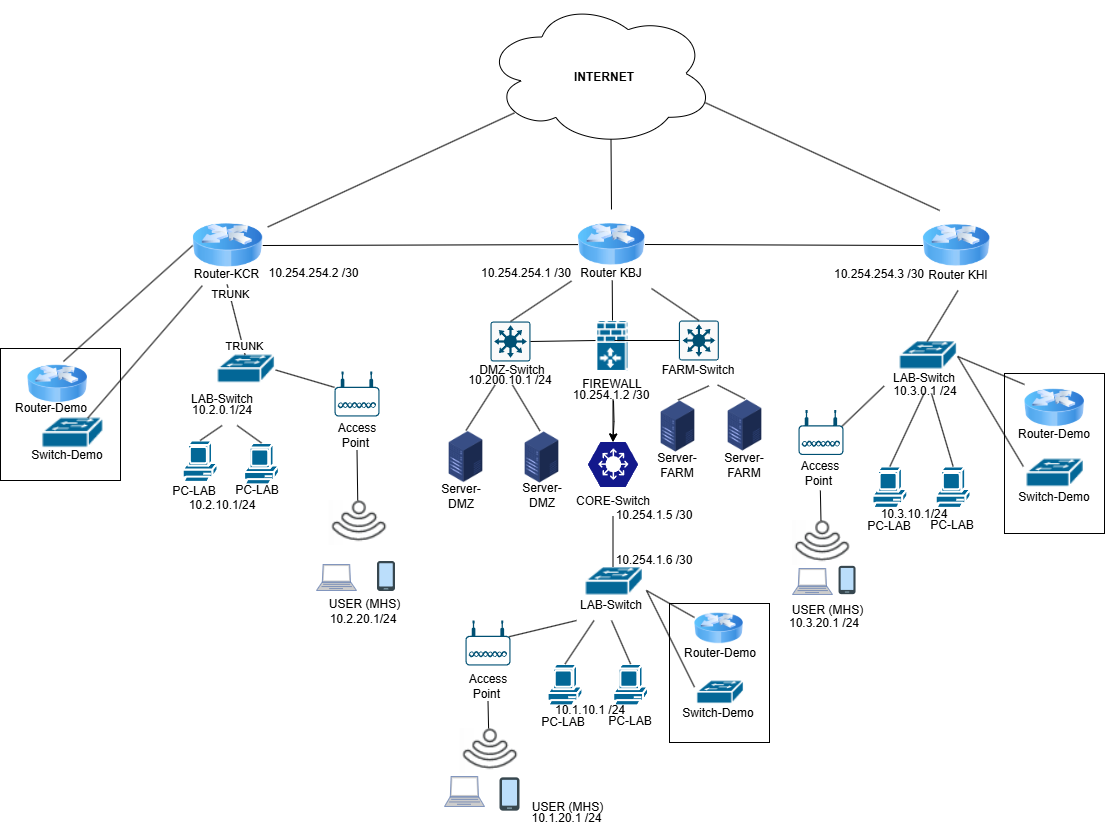 INTERNET
Router-KCR
10.254.254.2 /30
10.254.254.1 /30
Router KBJ
10.254.254.3 /30
Router KHI
TRUNK
TRUNK
DMZ-Switch
10.200.10.1 /24
FIREWALL
10.254.1.2 /30
FARM-Switch
LAB-Switch
10.3.0.1 /24
LAB-Switch
10.2.0.1/24
Router-Demo
Switch-Demo
Access
Point
PC-LAB
PC-LAB
10.2.10.1/24
Server-
DMZ
Server-
DMZ
CORE-Switch
10.254.1.5 /30
Server-
FARM
Server-
FARM
Access
Point
10.3.10.1/24
PC-LAB
PC-LAB
Router-Demo
Switch-Demo
USER (MHS)
10.2.20.1/24
10.254.1.6 /30
LAB-Switch
USER (MHS)
10.3.20.1 /24
Access
Point
10.1.10.1 /24
PC-LAB
PC-LAB
Router-Demo
Switch-Demo
USER (MHS)
10.1.20.1 /24